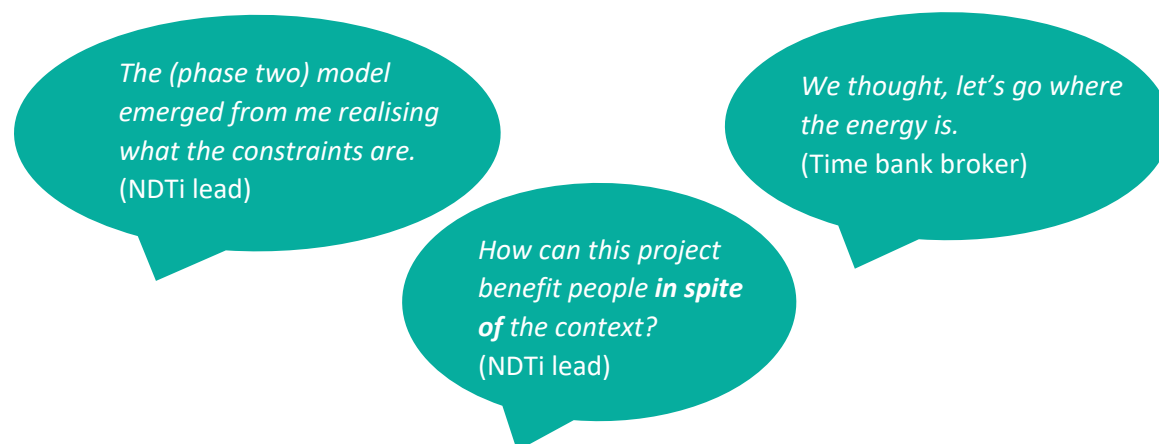 The (phase two) model
emerged from me realising
what the constraints are.
(NDTi lead)
We thought, let’s go where
the energy is.
(Time bank broker)
How can this project
benefit people in spite
of the context?
(NDTi lead)